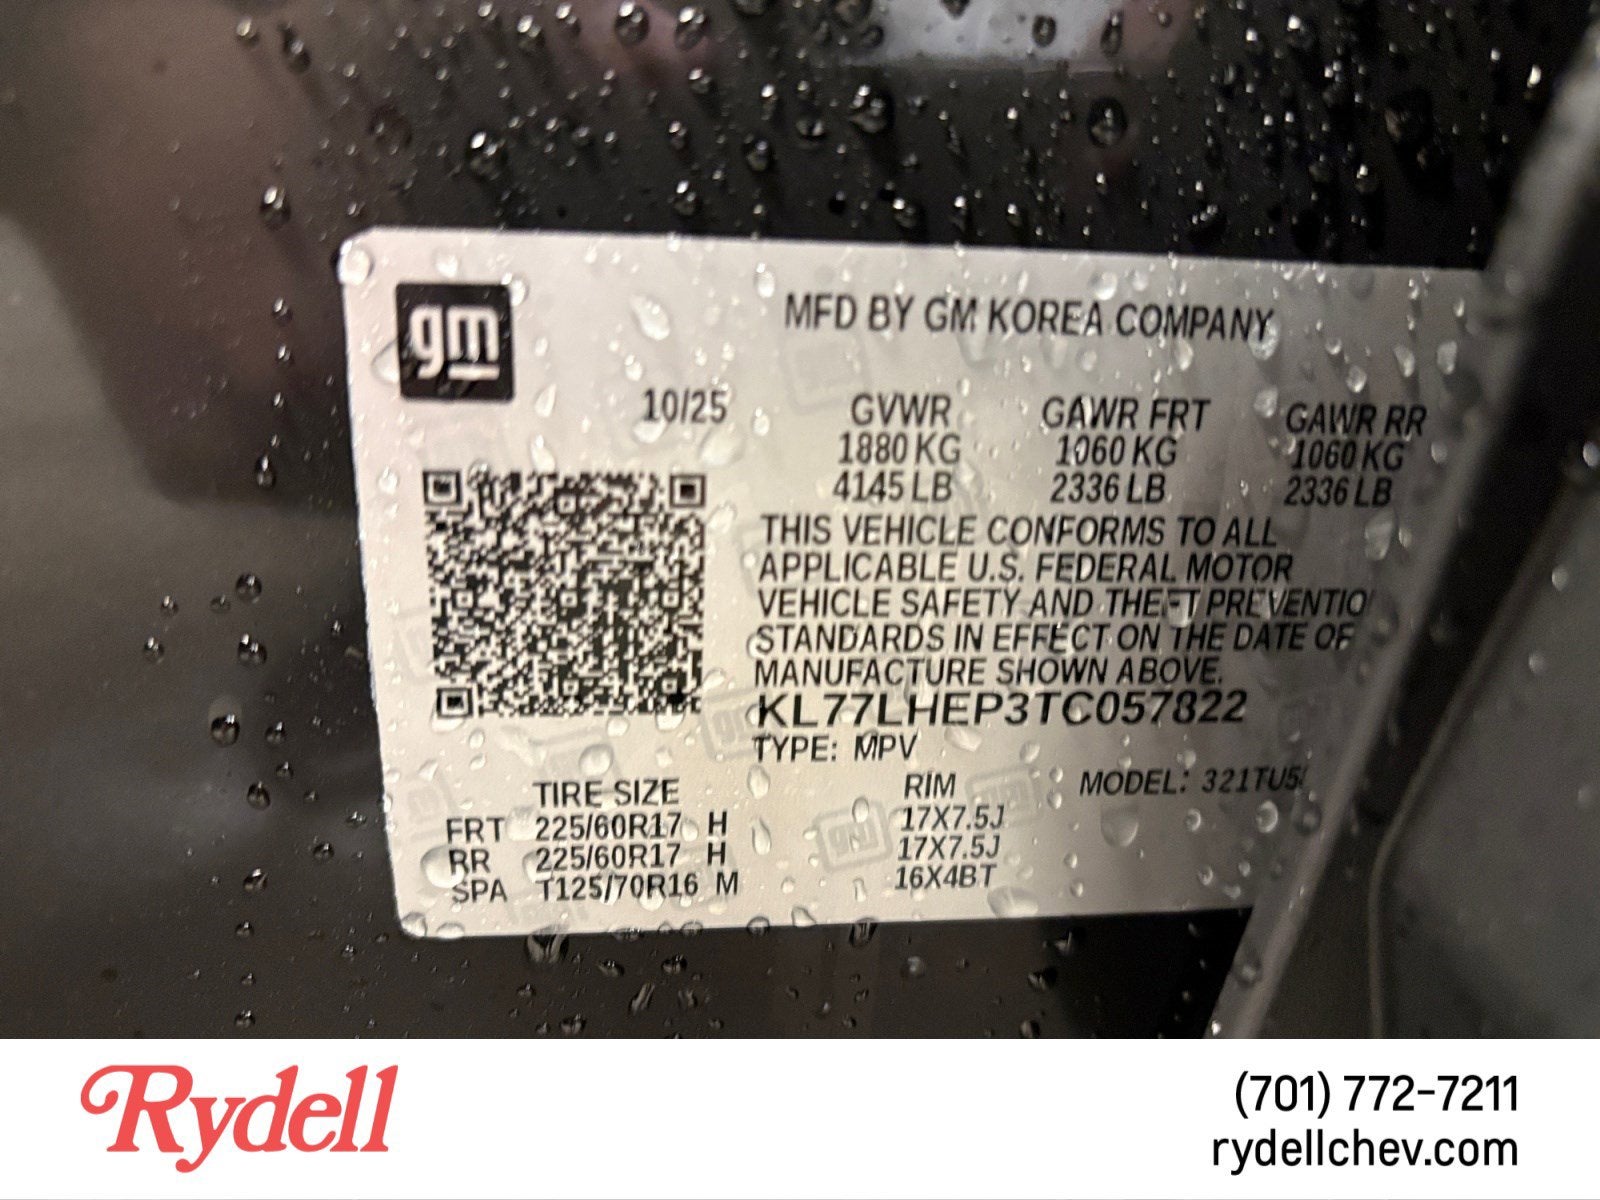 gm
MFD BY GM KOREA COMPANY
10/25 GVWR GAWR FRT GAWR RR
1880 KG 1060 KG 1060 KG
4145 LB 2336 LB 2336 LB
THIS VEHICLE CONFORMS TO ALL
APPLICABLE U.S. FEDERAL MOTOR
VEHICLE SAFETY AND THEFT PREVENTIO
STANDARDS IN EFFECT ON THE DATE OF
MANUFACTURE SHOWN ABOVE.
KL77LHEP3TC057822
TYPE: MPV
TIRE SIZE RIM MODEL: 321TU5
FRT 225/60R17 H 17X7.5J
RR 225/60R17 H 17X7.5J
SPA T125/70R16 M 16X4BT
Rydell
(701) 772-7211
rydellchev.com